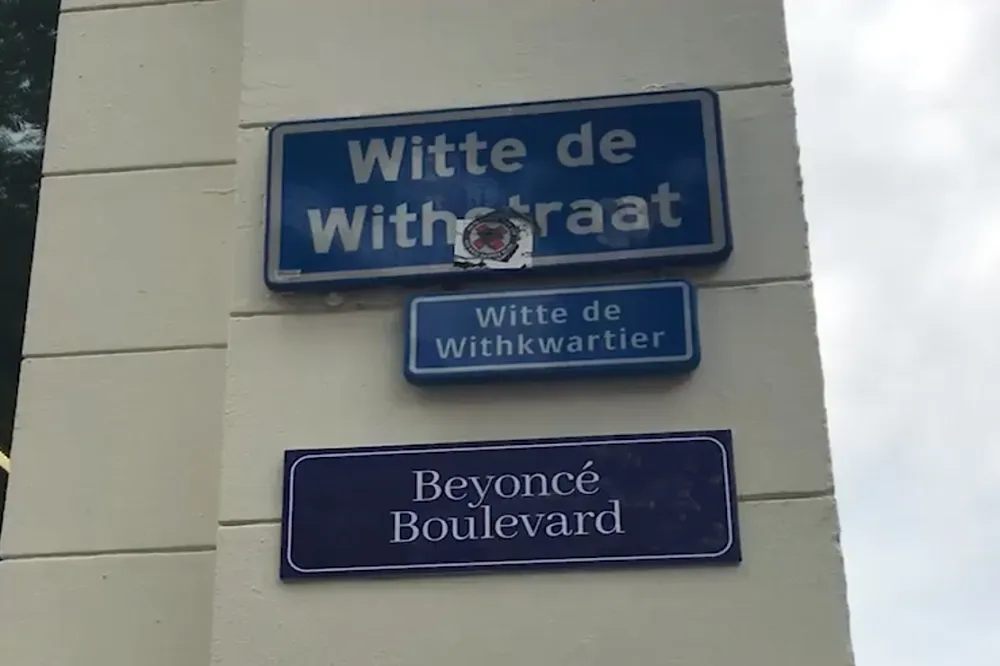 Witte de
Withstraat
Witte de
Withkwartier
Beyoncé
Boulevard